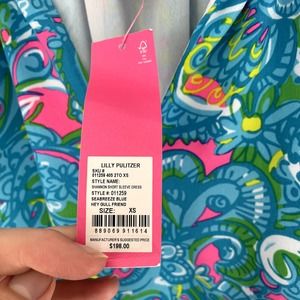 LILLY PULITZER
SKU #
011259 405 2TO XS
STYLE NAME:
SHANNON SHORT SLEEVE DRESS
STYLE #: 011259
SEABREEZE BLUE
HEY GULL FRIEND
SIZE: XS
889069 911614
MANUFACTURER'S SUGGESTED PRICE
$198.00